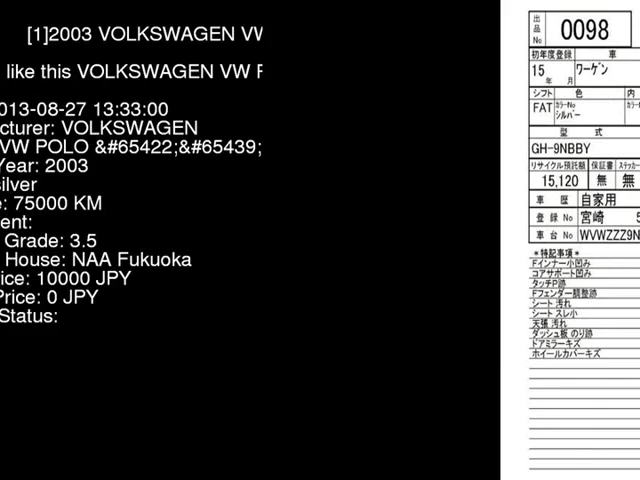 [1]2003 VOLKSWAGEN VW
like this VOLKSWAGEN VW P
013-08-27 13:33:00
cturer: VOLKSWAGEN
VW POLO &#65422;&#65439;
Year: 2003
silver
e: 75000 KM
ent:
Grade: 3.5
House: NAA Fukuoka
rice: 10000 JPY
Price: 0 JPY
Status:
出品No 0098
初年度登録 車
15年 月 ワーゲン
シフト 色 内
FAT カラーNo シルバー カラー
型 式
GH-9NBBY
リサイクル預託額 保証書 ステッカー
15,120 無 無
車 歴 自家用
登 録 No 宮崎 5
車 台 No WVWZZZ9N
*特記事項*
Fインナー小凹み
コアサポート凹み
タッチP跡
Fフェンダー調整跡
シート 汚れ
シート スレ小
天張 汚れ
ダッシュ板 のり跡
ドアミラーキズ
ホイールカバーキズ